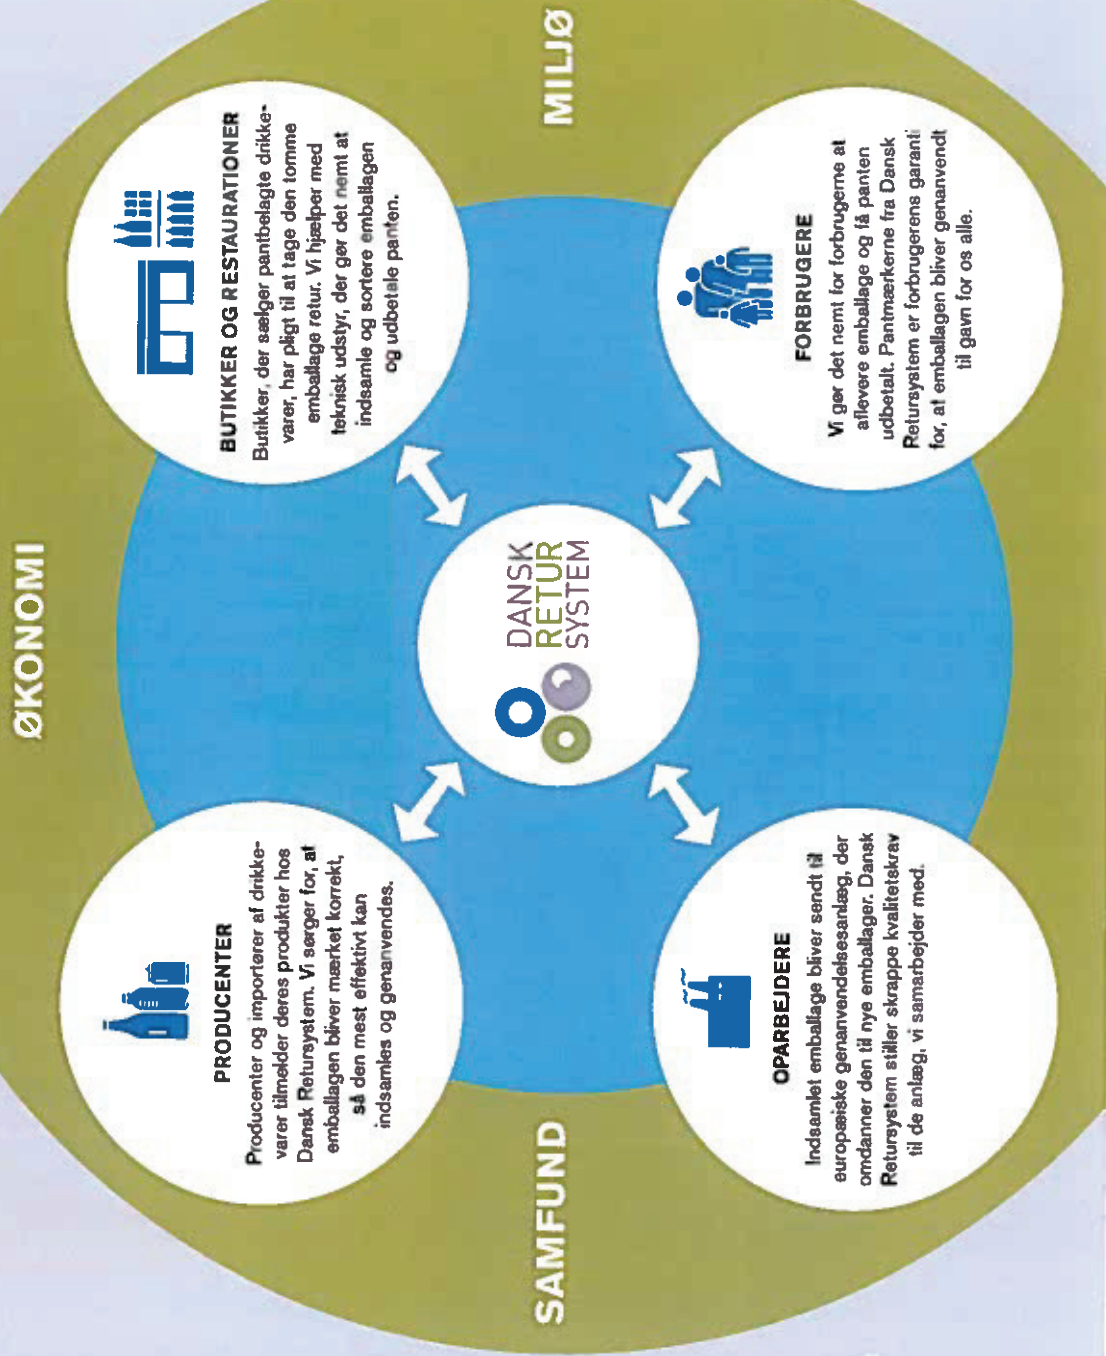 ØKONOMI
PRODUCENTER
Producenter og importører af drikke-
varer tilmelder deres produkter hos
Dansk Retursystem. Vi sørger for, at
emballagen bliver mærket korrekt,
så den mest effektivt kan
indsamles og genanvendes.
BUTIKKER OG RESTAURATIONER
Butikker, der sælger pantbelagte drikke-
varer, har pligt til at tage den tomme
emballage retur. Vi hjælper med
teknisk udstyr, der gør det nemt at
indsamle og sortere emballagen
og udbetale panten.
SAMFUND
DANSK
RETUR
SYSTEM
MILJØ
OPARBEJDERE
Indsamlet emballage bliver sendt til
europæiske genanvendelsesanlæg, der
omdanner den til nye emballager. Dansk
Retursystem stiller skrappe kvalitetskrav
til de anlæg, vi samarbejder med.
FORBRUGERE
Vi gør det nemt for forbrugerne at
aflevere emballage og få panten
udbetalt. Pantmærkerne fra Dansk
Retursystem er forbrugerens garanti
for, at emballagen bliver genanvendt
til gavn for os alle.